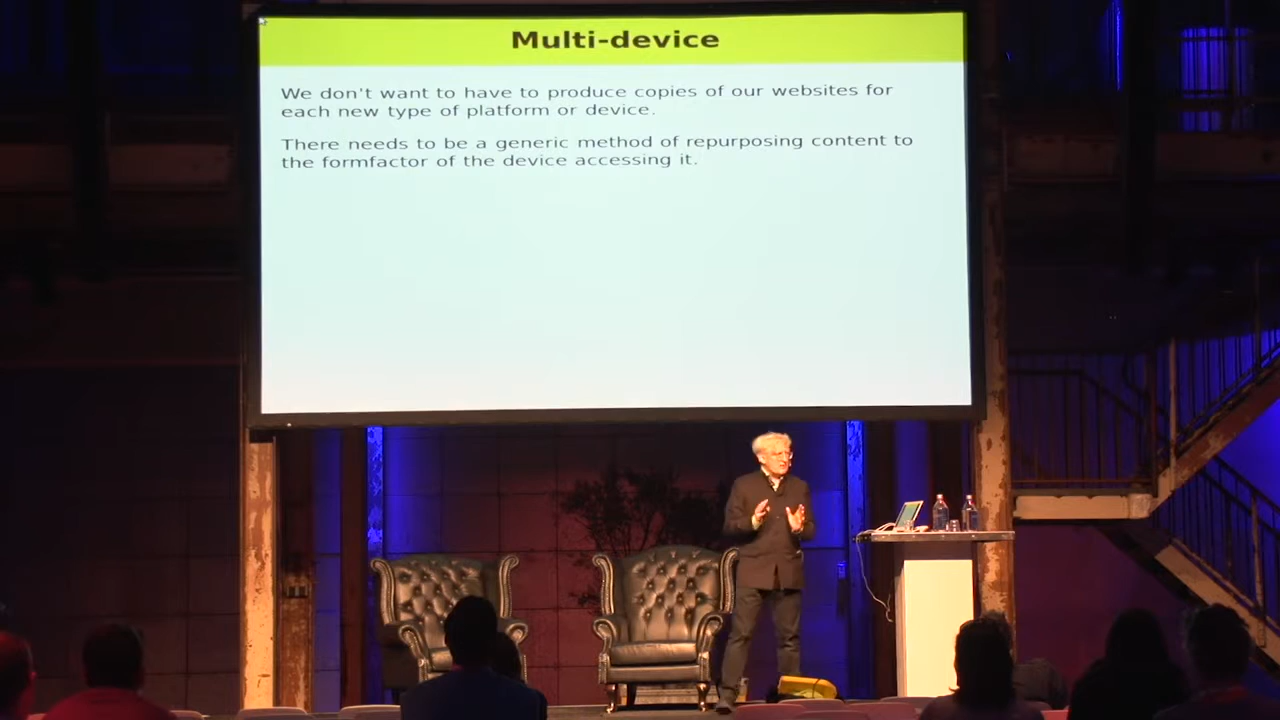 Multi-device
We don't want to have to produce copies of our websites for
each new type of platform or device.
There needs to be a generic method of repurposing content to
the formfactor of the device accessing it.